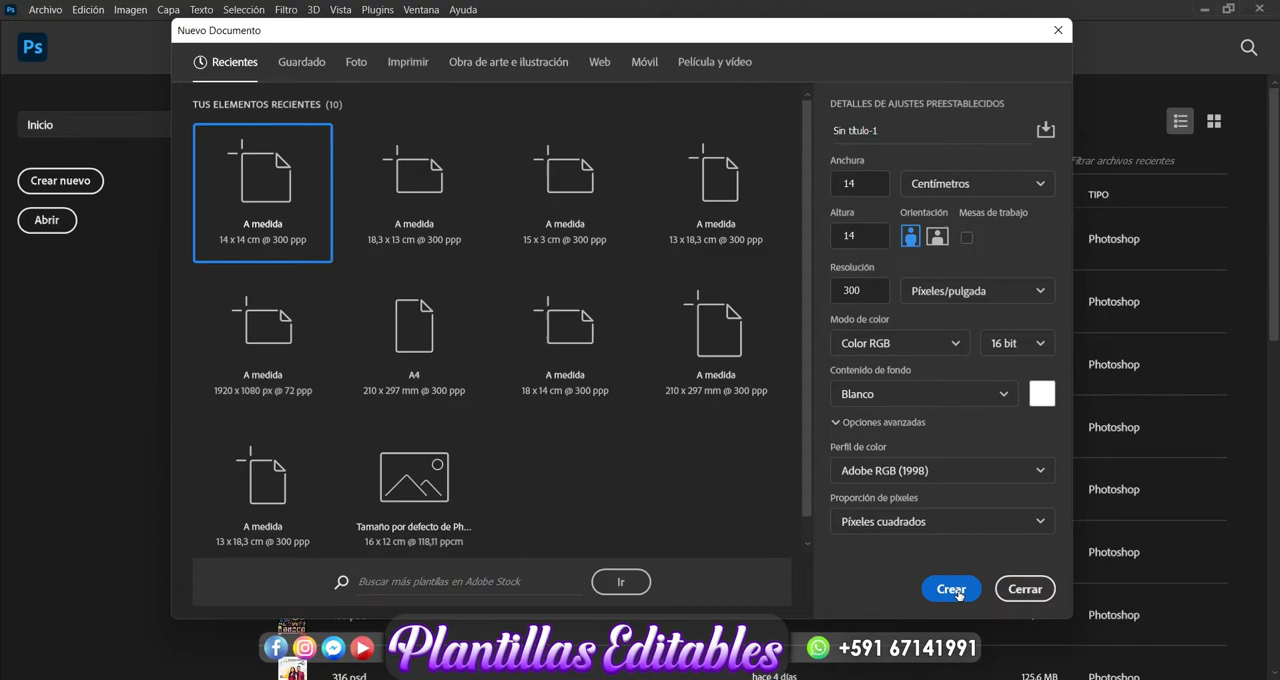 Ps Archivo Edición Imagen Capa Texto Selección Filtro 3D Vista Plugins Ventana Ayuda
Nuevo Documento
Ps
Recientes Guardado Foto Imprimir Obra de arte e ilustración Web Móvil Película y vídeo
Inicio
Crear nuevo
Abrir
TUS ELEMENTOS RECIENTES (10)
A medida
14 x 14 cm @ 300 ppp
A medida
18,3 x 13 cm @ 300 ppp
A medida
15 x 3 cm @ 300 ppp
A medida
13 x 18,3 cm @ 300 ppp
A medida
1920 x 1080 px @ 72 ppp
A4
210 x 297 mm @ 300 ppp
A medida
18 x 14 cm @ 300 ppp
A medida
210 x 297 mm @ 300 ppp
A medida
13 x 18,3 cm @ 300 ppp
Tamaño por defecto de Ph...
16 x 12 cm @ 118,11 ppcm
Buscar más plantillas en Adobe Stock
Ir
DETALLES DE AJUSTES PREESTABLECIDOS
Sin título-1
Anchura
14 Centímetros
Altura Orientación Mesas de trabajo
14
Resolución
300 Píxeles/pulgada
Modo de color
Color RGB 16 bit
Contenido de fondo
Blanco
Opciones avanzadas
Perfil de color
Adobe RGB (1998)
Proporción de píxeles
Píxeles cuadrados
Crear Cerrar
Filtrar archivos recientes
TIPO
Photoshop
Photoshop
Photoshop
Photoshop
Photoshop
Photoshop
Photoshop
Plantillas Editables
+591 67141991
316.psd hace 4 días 125.6 MB Photoshop